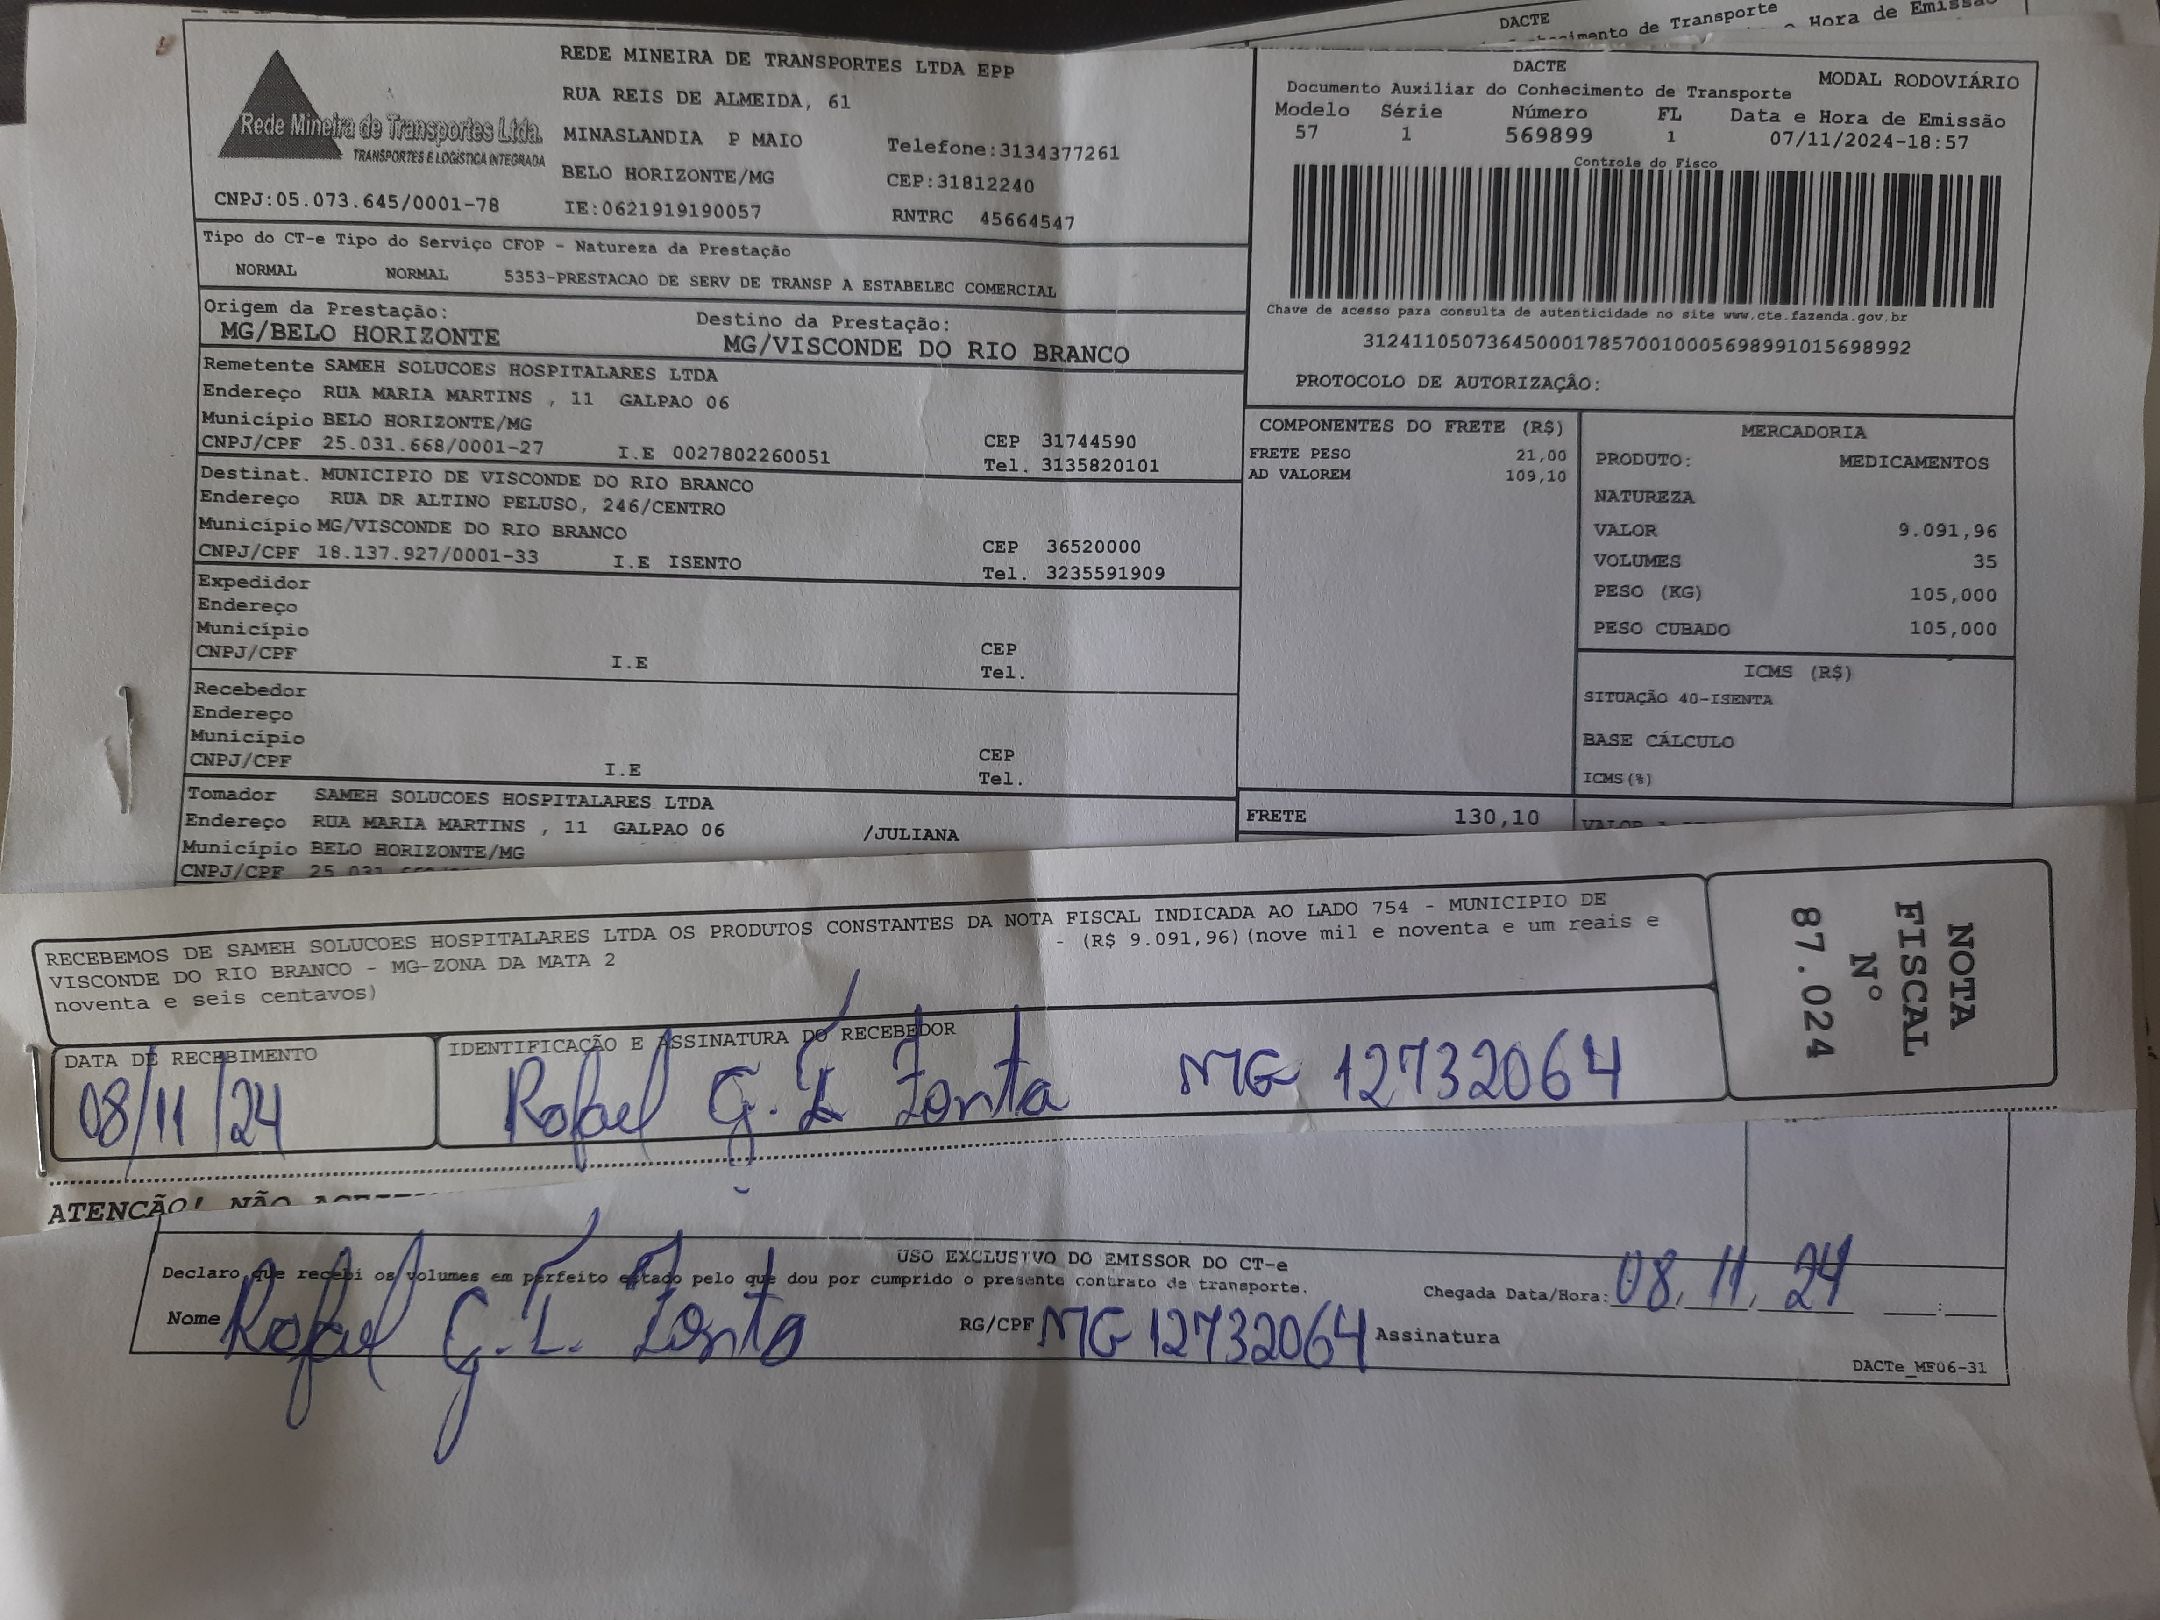 DACTE
Conhecimento de Transporte
Hora de Emissão
Rede Mineira de Transportes Ltda.
TRANSPORTES E LOGÍSTICA INTEGRADA
CNPJ:05.073.645/0001-78
REDE MINEIRA DE TRANSPORTES LTDA EPP
RUA REIS DE ALMEIDA, 61
MINASLANDIA P MAIO Telefone:3134377261
BELO HORIZONTE/MG CEP:31812240
IE:0621919190057 RNTRC 45664547
DACTE MODAL RODOVIÁRIO
Documento Auxiliar do Conhecimento de Transporte
Modelo Série Número FL Data e Hora de Emissão
57 1 569899 1 07/11/2024-18:57
Controle do Fisco
Chave de acesso para consulta de autenticidade no site www.cte.fazenda.gov.br
31241105073645000178570010005698991015698992
PROTOCOLO DE AUTORIZAÇÃO:
Tipo do CT-e Tipo do Serviço CFOP - Natureza da Prestação
NORMAL NORMAL 5353-PRESTACAO DE SERV DE TRANSP A ESTABELEC COMERCIAL
Origem da Prestação: Destino da Prestação:
MG/BELO HORIZONTE MG/VISCONDE DO RIO BRANCO
Remetente SAMEH SOLUCOES HOSPITALARES LTDA
Endereço RUA MARIA MARTINS , 11 GALPAO 06
Município BELO HORIZONTE/MG CEP 31744590
CNPJ/CPF 25.031.668/0001-27 I.E 0027802260051 Tel. 3135820101
Destinat. MUNICIPIO DE VISCONDE DO RIO BRANCO
Endereço RUA DR ALTINO PELUSO, 246/CENTRO
Município MG/VISCONDE DO RIO BRANCO CEP 36520000
CNPJ/CPF 18.137.927/0001-33 I.E ISENTO Tel. 3235591909
Expedidor
Endereço
Município CEP
CNPJ/CPF I.E Tel.
Recebedor
Endereço
Município CEP
CNPJ/CPF I.E Tel.
Tomador SAMEH SOLUCOES HOSPITALARES LTDA
Endereço RUA MARIA MARTINS , 11 GALPAO 06 /JULIANA
Município BELO HORIZONTE/MG
CNPJ/CPF 25.031
COMPONENTES DO FRETE (R$)
FRETE PESO 21,00
AD VALOREM 109,10
FRETE 130,10
MERCADORIA
PRODUTO: MEDICAMENTOS
NATUREZA
VALOR 9.091,96
VOLUMES 35
PESO (KG) 105,000
PESO CUBADO 105,000
ICMS (R$)
SITUAÇÃO 40-ISENTA
BASE CÁLCULO
ICMS(%)
VALOR
RECEBEMOS DE SAMEH SOLUCOES HOSPITALARES LTDA OS PRODUTOS CONSTANTES DA NOTA FISCAL INDICADA AO LADO 754 - MUNICIPIO DE
VISCONDE DO RIO BRANCO - MG-ZONA DA MATA 2 - (R$ 9.091,96)(nove mil e noventa e um reais e
noventa e seis centavos)
DATA DE RECEBIMENTO
08/11/24
IDENTIFICAÇÃO E ASSINATURA DO RECEBEDOR
Rafael G. L Zonta MG 12732064
NOTA
FISCAL
N°
87.024
ATENÇÃO! NÃO
USO EXCLUSIVO DO EMISSOR DO CT-e
Declaro que recebi os volumes em perfeito estado pelo que dou por cumprido o presente contrato de transporte.
Chegada Data/Hora: 08, 11, 24 :
Nome Rafael G. L. Zonta RG/CPF MG 12732064 Assinatura
DACTe_MF06-31